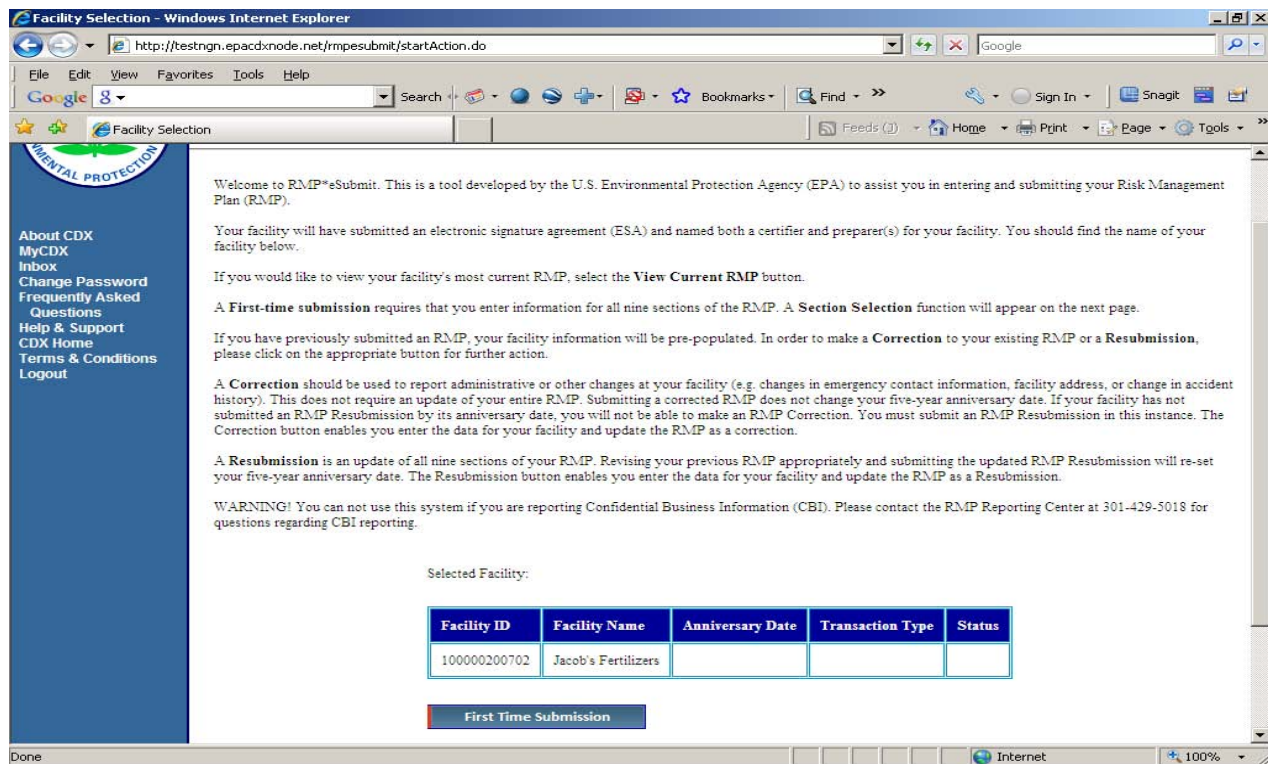 Facility Selection - Windows Internet Explorer
http://testngn.epacdxnode.net/rmpesubmit/startAction.do
Google
File Edit View Favorites Tools Help
Google Search Bookmarks Find Sign In Snagit
Facility Selection
Feeds (J) Home Print Page Tools
NMENTAL PROTECTION
About CDX
MyCDX
Inbox
Change Password
Frequently Asked
Questions
Help & Support
CDX Home
Terms & Conditions
Logout
Welcome to RMP*eSubmit. This is a tool developed by the U.S. Environmental Protection Agency (EPA) to assist you in entering and submitting your Risk Management
Plan (RMP).
Your facility will have submitted an electronic signature agreement (ESA) and named both a certifier and preparer(s) for your facility. You should find the name of your
facility below.
If you would like to view your facility's most current RMP, select the View Current RMP button.
A First-time submission requires that you enter information for all nine sections of the RMP. A Section Selection function will appear on the next page.
If you have previously submitted an RMP, your facility information will be pre-populated. In order to make a Correction to your existing RMP or a Resubmission,
please click on the appropriate button for further action.
A Correction should be used to report administrative or other changes at your facility (e.g. changes in emergency contact information, facility address, or change in accident
history). This does not require an update of your entire RMP. Submitting a corrected RMP does not change your five-year anniversary date. If your facility has not
submitted an RMP Resubmission by its anniversary date, you will not be able to make an RMP Correction. You must submit an RMP Resubmission in this instance. The
Correction button enables you enter the data for your facility and update the RMP as a correction.
A Resubmission is an update of all nine sections of your RMP. Revising your previous RMP appropriately and submitting the updated RMP Resubmission will re-set
your five-year anniversary date. The Resubmission button enables you enter the data for your facility and update the RMP as a Resubmission.
WARNING! You can not use this system if you are reporting Confidential Business Information (CBI). Please contact the RMP Reporting Center at 301-429-5018 for
questions regarding CBI reporting.
Selected Facility:
Facility ID Facility Name Anniversary Date Transaction Type Status
100000200702 Jacob's Fertilizers
First Time Submission
Done Internet 100%